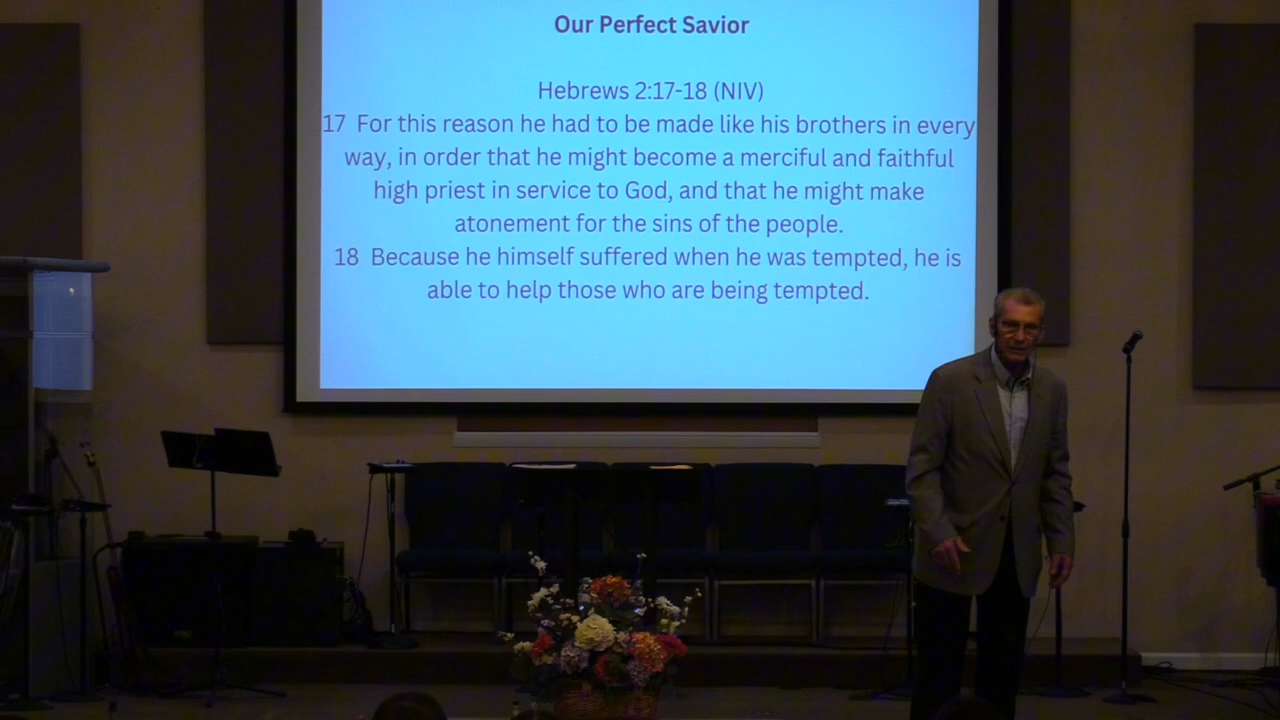 Our Perfect Savior
Hebrews 2:17-18 (NIV)
17 For this reason he had to be made like his brothers in every
way, in order that he might become a merciful and faithful
high priest in service to God, and that he might make
atonement for the sins of the people.
18 Because he himself suffered when he was tempted, he is
able to help those who are being tempted.